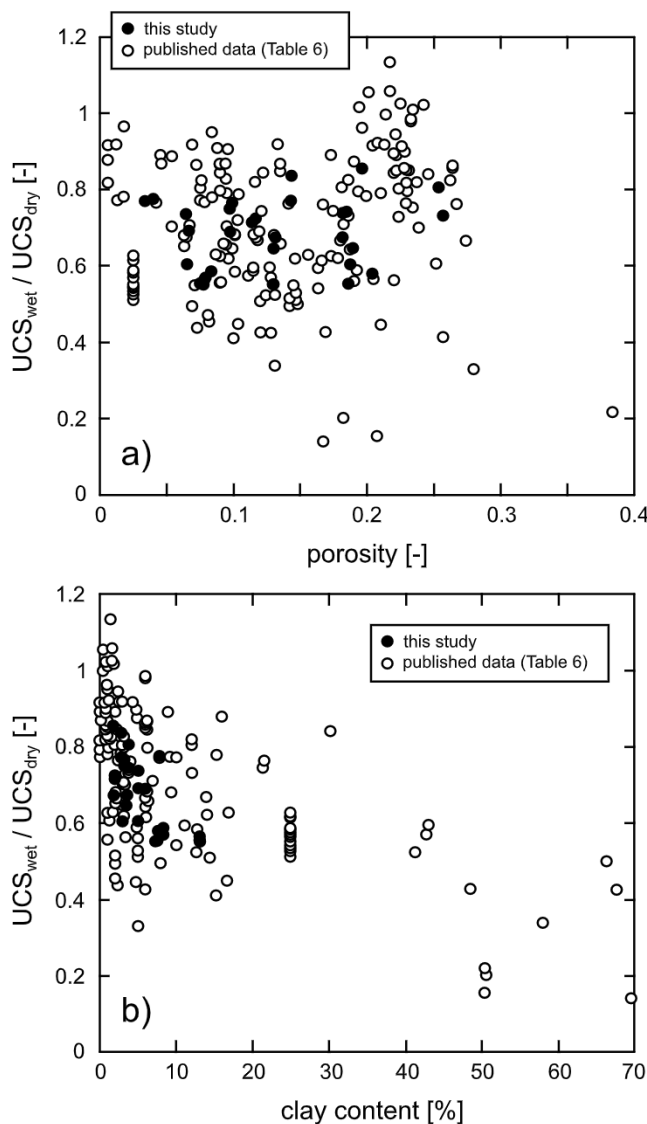 this study
published data (Table 6)
1.2
1
0.8
0.6
0.4
0.2
0
UCSwet / UCSdry [-]
a)
0 0.1 0.2 0.3 0.4
porosity [-]
1.2
1
0.8
0.6
0.4
0.2
0
UCSwet / UCSdry [-]
this study
published data (Table 6)
b)
0 10 20 30 40 50 60 70
clay content [%]